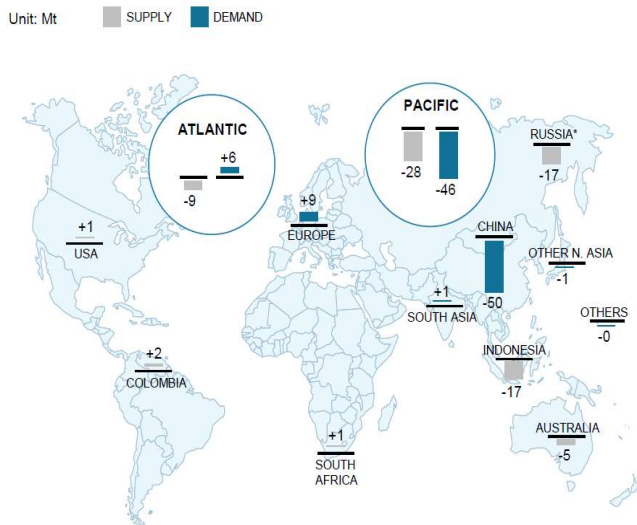 Unit: Mt
SUPPLY
DEMAND
ATLANTIC
+6
-9
PACIFIC
-28
-46
RUSSIA*
-17
+1
USA
+9
EUROPE
CHINA
-50
OTHER N. ASIA
-1
+1
SOUTH ASIA
OTHERS
-0
+2
COLOMBIA
INDONESIA
-17
+1
SOUTH
AFRICA
AUSTRALIA
-5